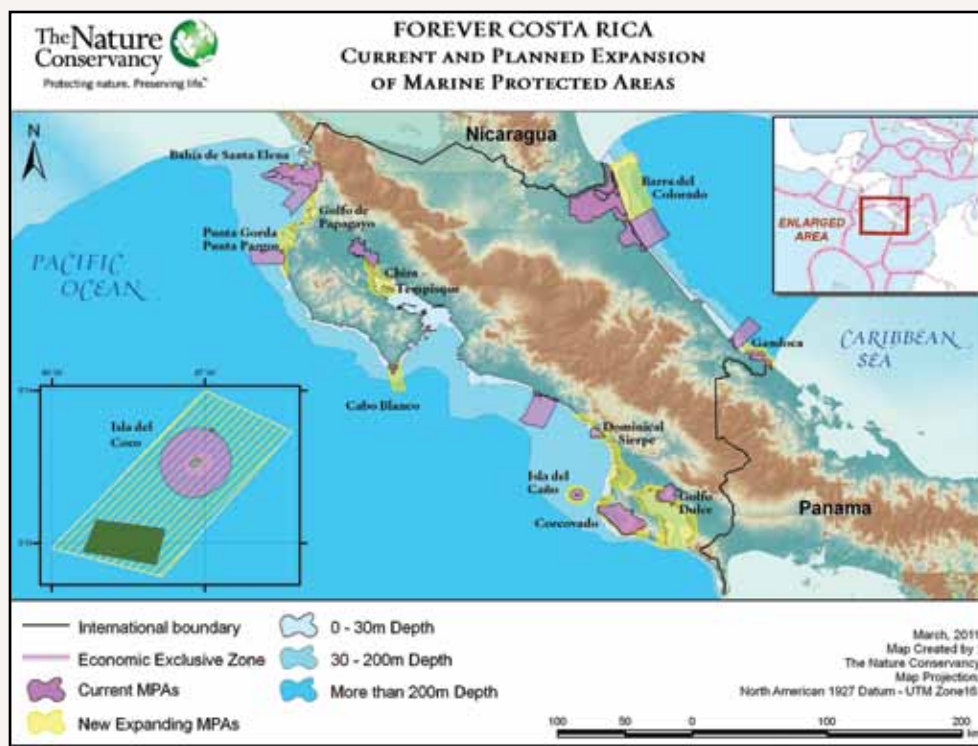 The Nature
Conservancy
Protecting nature. Preserving life.™
FOREVER COSTA RICA
CURRENT AND PLANNED EXPANSION
OF MARINE PROTECTED AREAS
N
Nicaragua
Bahía de Santa Elena
Barra del
Colorado
Golfo de
Papagayo
Punta Gorda
ENLARGED
AREA
PACIFIC
OCEAN
Chira -
Tempisque
CARIBBEAN
SEA
Gandoca
Cabo Blanco
Isla del
Coco
Dominical
Sierpe
Isla del
Caño
Golfo
Dulce
Corcovado
Panama
International boundary
Economic Exclusive Zone
Current MPAs
New Expanding MPAs
0 - 30m Depth
30 - 200m Depth
More than 200m Depth
March, 2011
Map Created by:
The Nature Conservancy
Map Projection:
North American 1927 Datum - UTM Zone16
100 50 0 100 200